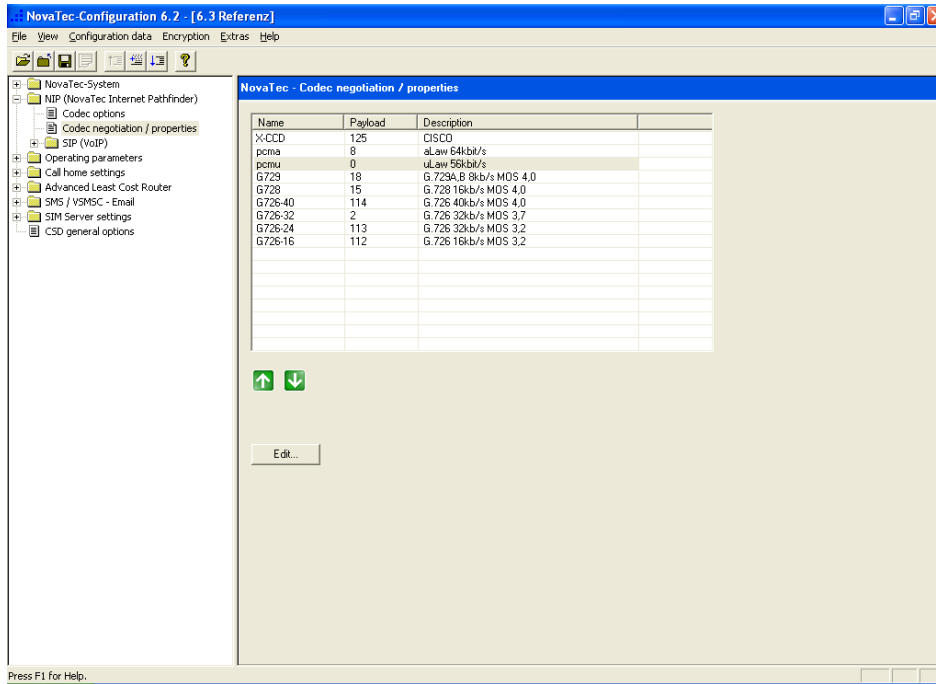 NovaTec-Configuration 6.2 - [6.3 Referenz]
File View Configuration data Encryption Extras Help
NovaTec-System
NIP (NovaTec Internet Pathfinder)
Codec options
Codec negotiation / properties
SIP (VoIP)
Operating parameters
Call home settings
Advanced Least Cost Router
SMS / VSMSC - Email
SIM Server settings
CSD general options
NovaTec - Codec negotiation / properties
Name Payload Description
X-CCD 125 CISCO
pcma 8 aLaw 64kbit/s
pcmu 0 uLaw 56kbit/s
G729 18 G.729A,B 8kb/s MOS 4,0
G728 15 G.728 16kb/s MOS 4,0
G726-40 114 G.726 40kb/s MOS 4,0
G726-32 2 G.726 32kb/s MOS 3,7
G726-24 113 G.726 32kb/s MOS 3,2
G726-16 112 G.726 16kb/s MOS 3,2
Edit...
Press F1 for Help.